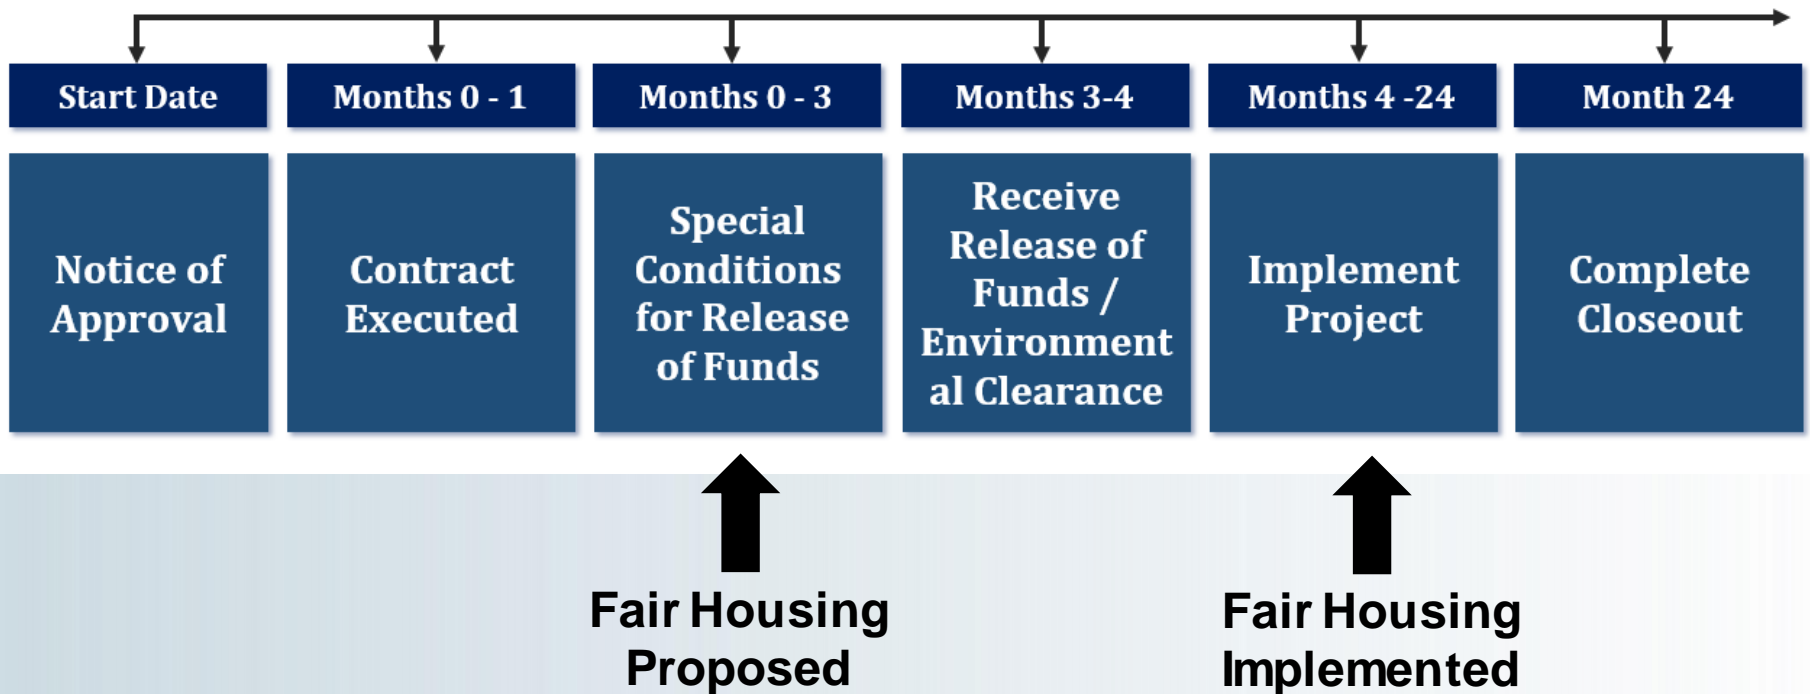 Start Date
Months 0 - 1
Months 0 - 3
Months 3-4
Months 4 -24
Month 24
Notice of
Approval
Contract
Executed
Special
Conditions
for Release
of Funds
Receive
Release of
Funds /
Environment
al Clearance
Implement
Project
Complete
Closeout
Fair Housing
Proposed
Fair Housing
Implemented